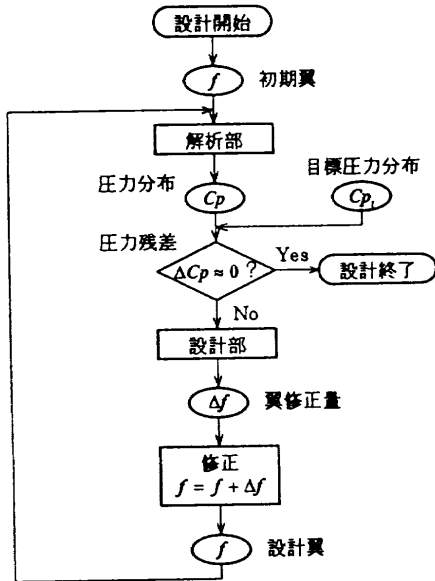 設計開始
f 初期翼
解析部
圧力分布 目標圧力分布
Cp Cp_t
圧力残差
ΔCp ≈ 0 ? Yes 設計終了
No
設計部
Δf 翼修正量
修正
f = f + Δf
f 設計翼